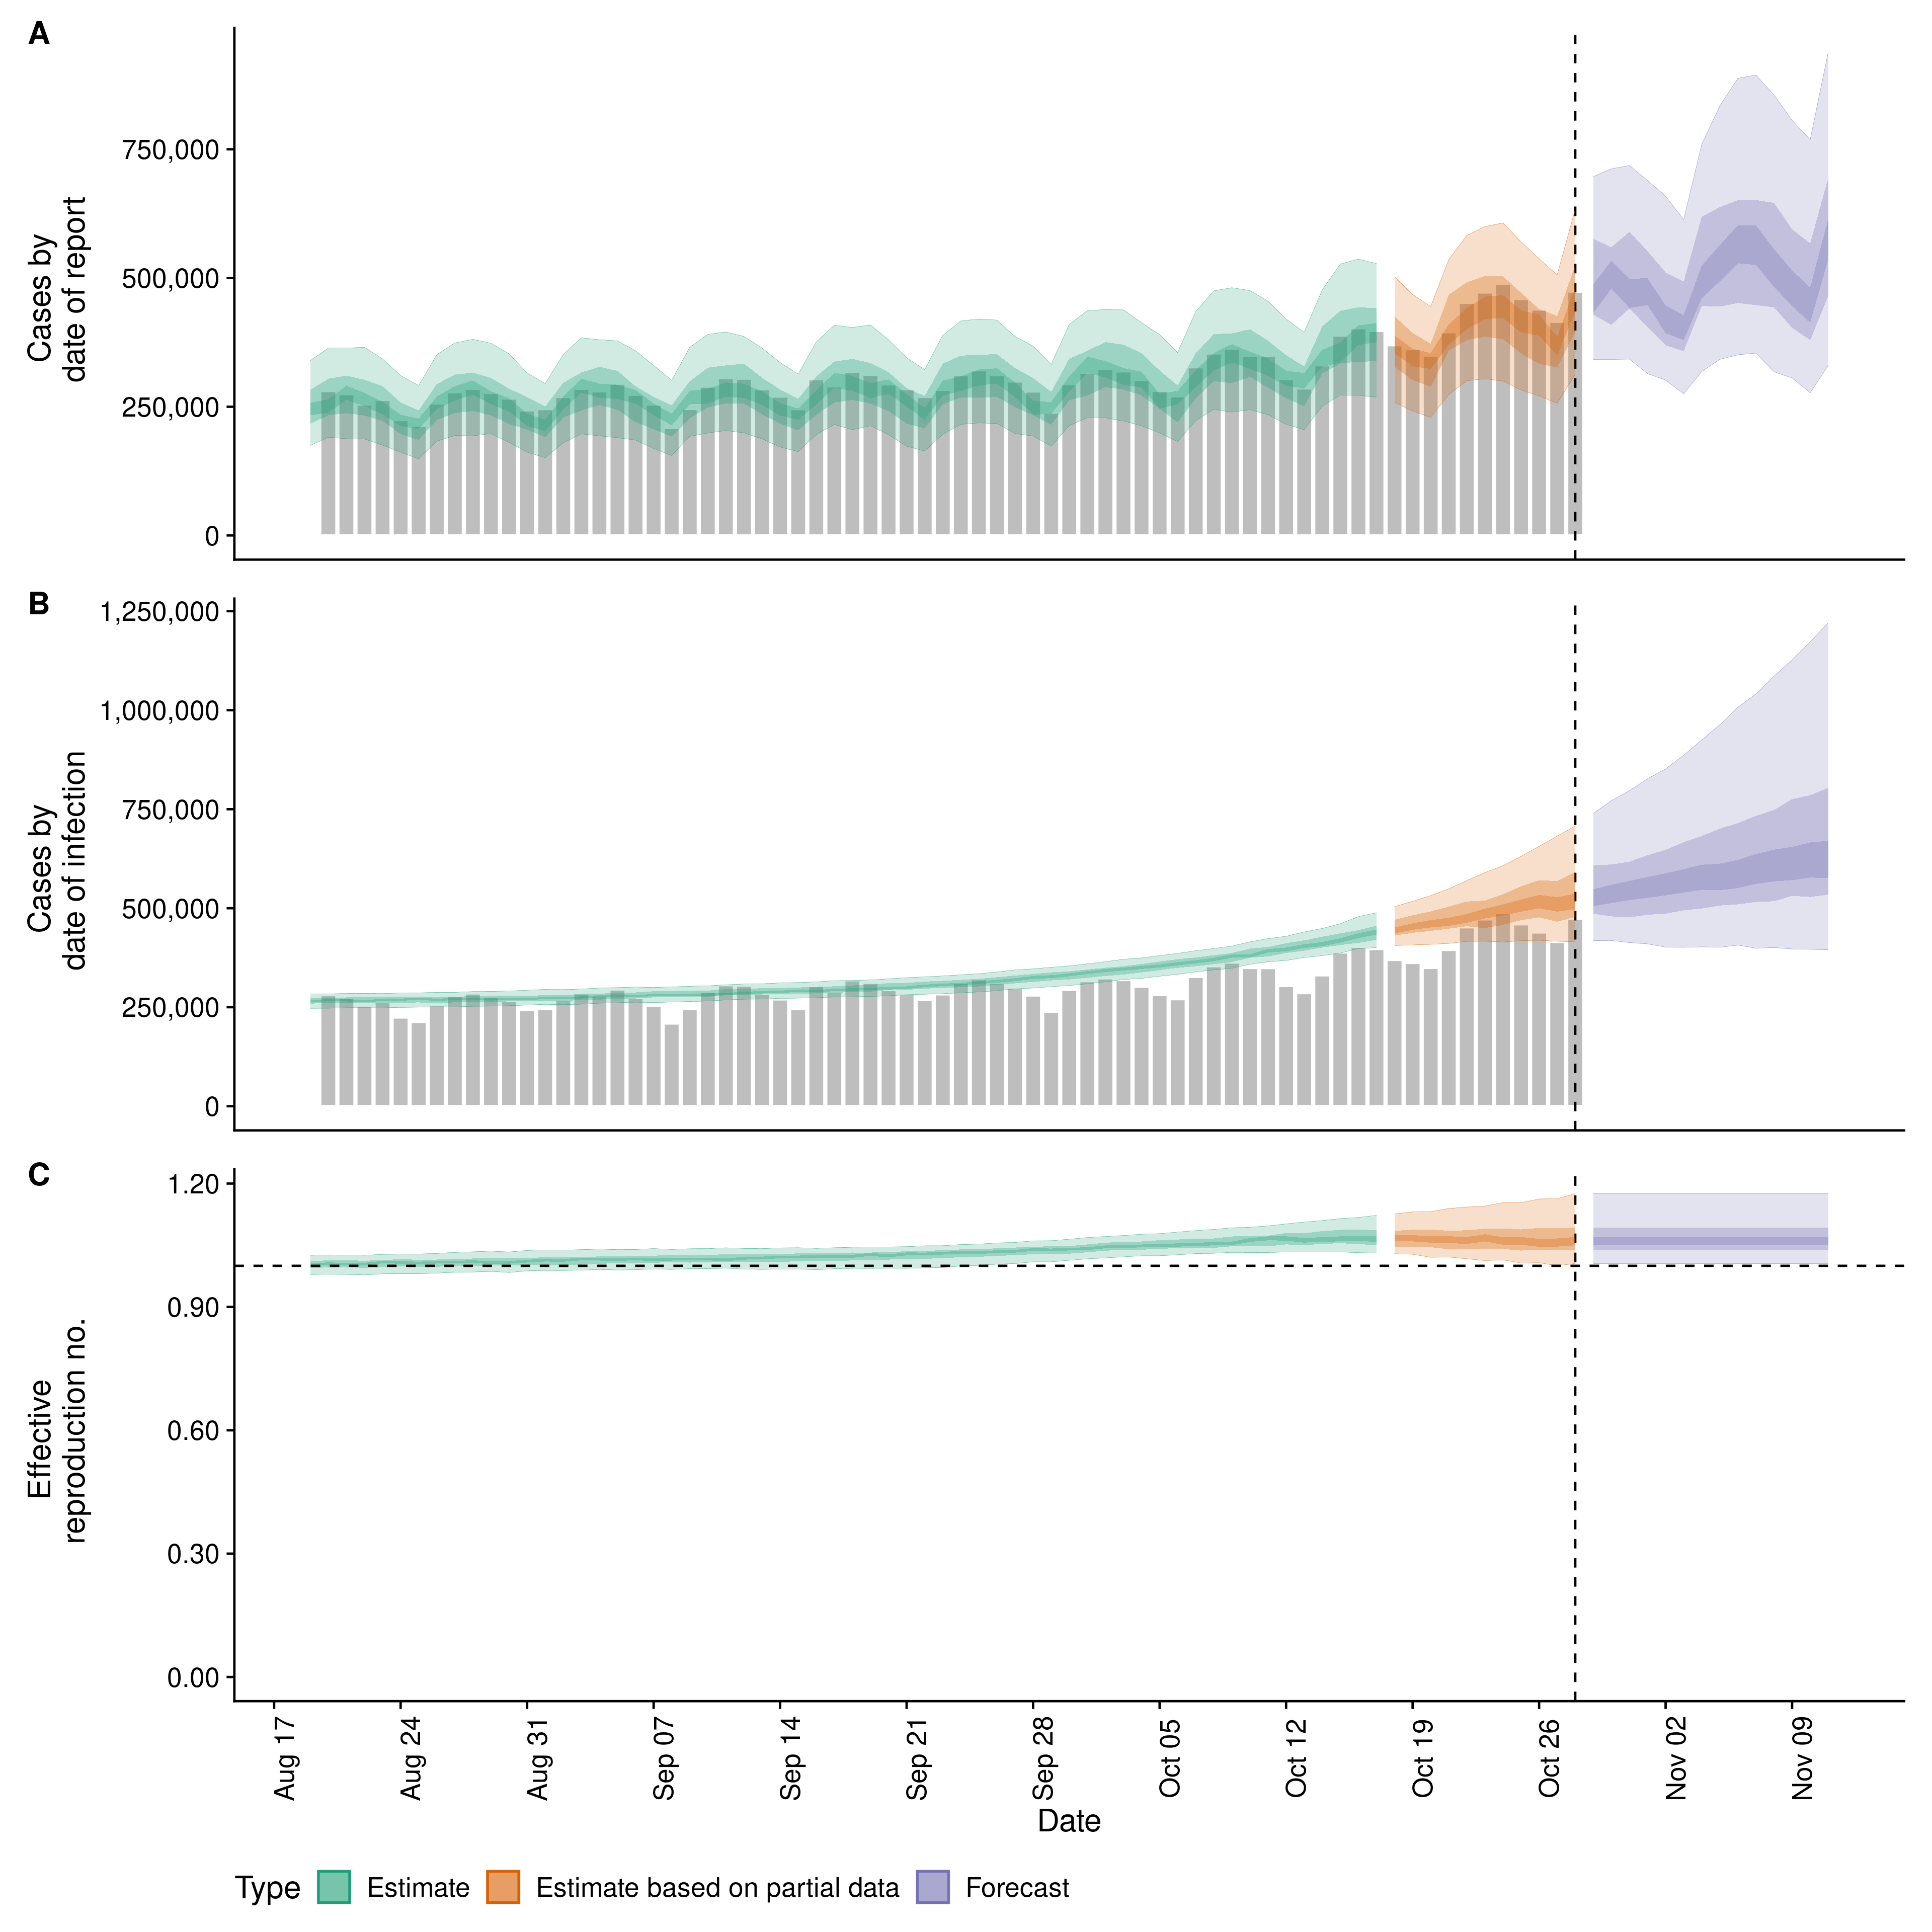 A
Cases by
date of report
750,000
500,000
250,000
0
B
Cases by
date of infection
1,250,000
1,000,000
750,000
500,000
250,000
0
C
Effective
reproduction no.
1.20
0.90
0.60
0.30
0.00
Aug 17
Aug 24
Aug 31
Sep 07
Sep 14
Sep 21
Sep 28
Oct 05
Oct 12
Oct 19
Oct 26
Nov 02
Nov 09
Date
Type Estimate Estimate based on partial data Forecast